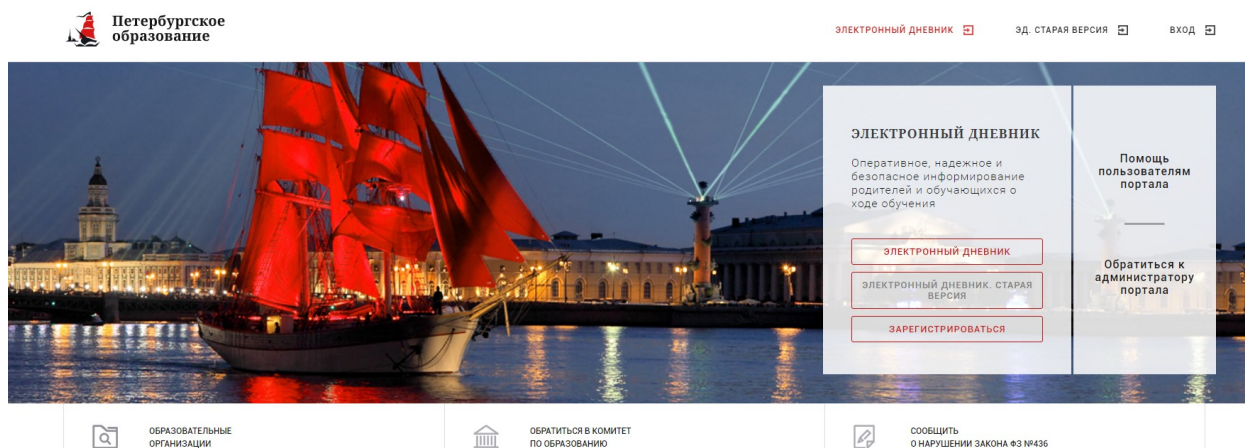 Петербургское
образование
ЭЛЕКТРОННЫЙ ДНЕВНИК
ЭД. СТАРАЯ ВЕРСИЯ
ВХОД
ЭЛЕКТРОННЫЙ ДНЕВНИК
Оперативное, надежное и
безопасное информирование
родителей и обучающихся о
ходе обучения
ЭЛЕКТРОННЫЙ ДНЕВНИК
ЭЛЕКТРОННЫЙ ДНЕВНИК. СТАРАЯ
ВЕРСИЯ
ЗАРЕГИСТРИРОВАТЬСЯ
Помощь
пользователям
портала
Обратиться к
администратору
портала
ОБРАЗОВАТЕЛЬНЫЕ
ОРГАНИЗАЦИИ
ОБРАТИТЬСЯ В КОМИТЕТ
ПО ОБРАЗОВАНИЮ
СООБЩИТЬ
О НАРУШЕНИИ ЗАКОНА ФЗ №436